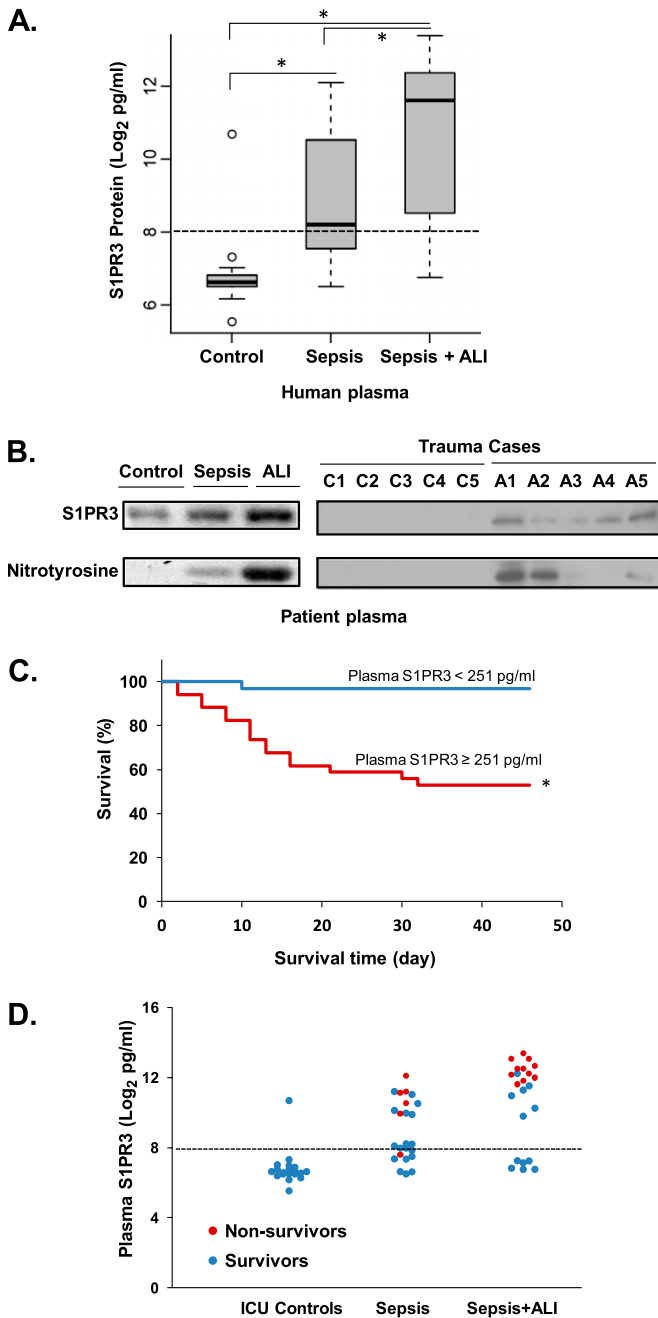 A.
*
*
*
S1PR3 Protein (Log2 pg/ml)
12
10
8
6
Control Sepsis Sepsis + ALI
Human plasma
B.
Trauma Cases
Control Sepsis ALI C1 C2 C3 C4 C5 A1 A2 A3 A4 A5
S1PR3
Nitrotyrosine
Patient plasma
C.
Survival (%)
100
80
60
40
20
0
Plasma S1PR3 < 251 pg/ml
Plasma S1PR3 ≥ 251 pg/ml
*
0 10 20 30 40 50
Survival time (day)
D.
Plasma S1PR3 (Log2 pg/ml)
16
12
8
4
0
Non-survivors
Survivors
ICU Controls Sepsis Sepsis+ALI